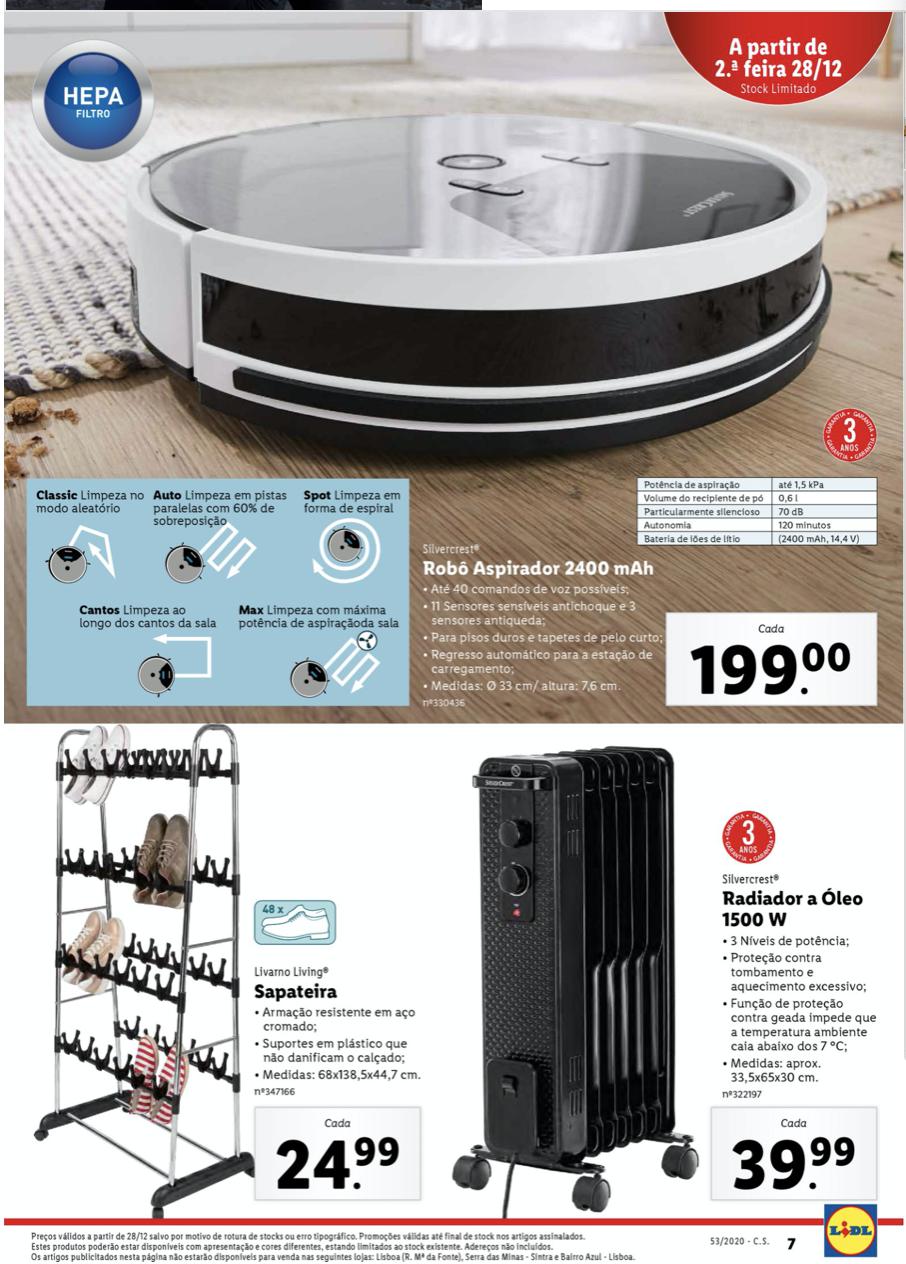 A partir de
2.ª feira 28/12
Stock Limitado
HEPA
FILTRO
SILVERCREST®
GARANTIA • GARANTIA • GARANTIA • GARANTIA •
3
ANOS
Classic Limpeza no
modo aleatório
Auto Limpeza em pistas
paralelas com 60% de
sobreposição
Spot Limpeza em
forma de espiral
Cantos Limpeza ao
longo dos cantos da sala
Max Limpeza com máxima
potência de aspiraçãoda sala
Potência de aspiração até 1,5 kPa
Volume do recipiente de pó 0,6 l
Particularmente silencioso 70 dB
Autonomia 120 minutos
Bateria de iões de lítio (2400 mAh, 14,4 V)
Silvercrest®
Robô Aspirador 2400 mAh
• Até 40 comandos de voz possíveis;
• 11 Sensores sensíveis antichoque e 3
sensores antiqueda;
• Para pisos duros e tapetes de pelo curto;
• Regresso automático para a estação de
carregamento;
• Medidas: Ø 33 cm/ altura: 7,6 cm.
nº330436
Cada
199.00
48 x
Livarno Living®
Sapateira
• Armação resistente em aço
cromado;
• Suportes em plástico que
não danificam o calçado;
• Medidas: 68x138,5x44,7 cm.
nº347166
Cada
24.99
SILVERCREST®
GARANTIA • GARANTIA • GARANTIA • GARANTIA •
3
ANOS
Silvercrest®
Radiador a Óleo
1500 W
• 3 Níveis de potência;
• Proteção contra
tombamento e
aquecimento excessivo;
• Função de proteção
contra geada impede que
a temperatura ambiente
caia abaixo dos 7 °C;
• Medidas: aprox.
33,5x65x30 cm.
nº322197
Cada
39.99
Preços válidos a partir de 28/12 salvo por motivo de rotura de stocks ou erro tipográfico. Promoções válidas até final de stock nos artigos assinalados.
Estes produtos poderão estar disponíveis com apresentação e cores diferentes, estando limitados ao stock existente. Adereços não incluídos.
Os artigos publicitados nesta página não estarão disponíveis para venda nas seguintes lojas: Lisboa (R. Mª da Fonte), Serra das Minas - Sintra e Bairro Azul - Lisboa.
53/2020 - C.S. 7
LIDL